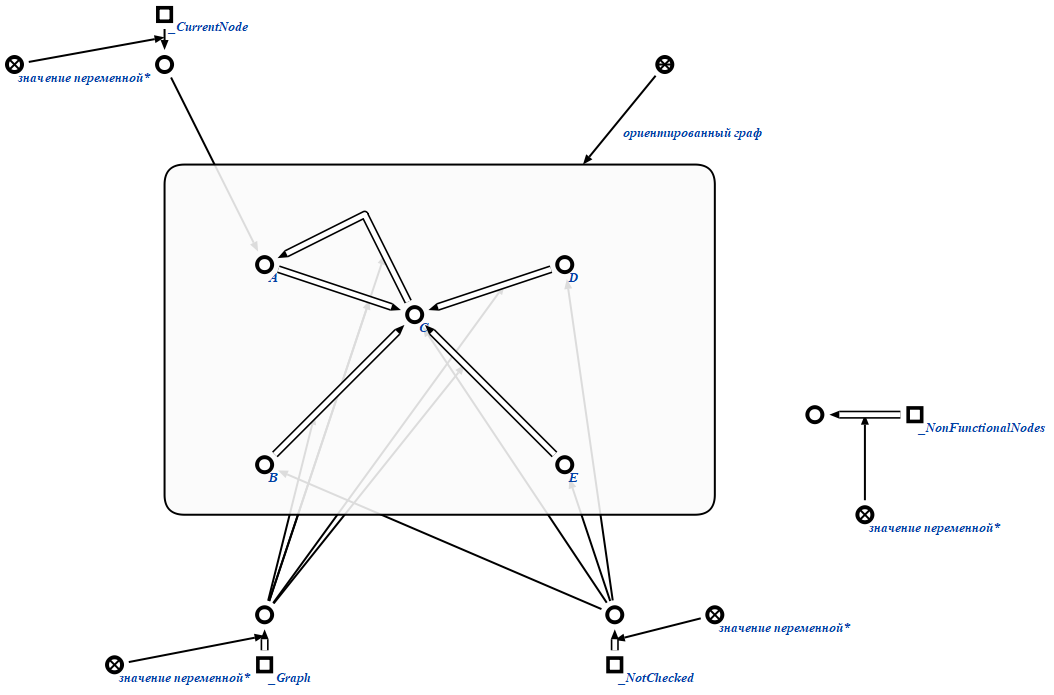 _CurrentNode
значение переменной*
ориентированный граф
A
D
C
_NonFunctionalNodes
B
E
значение переменной*
значение переменной*
значение переменной*
_Graph
_NotChecked